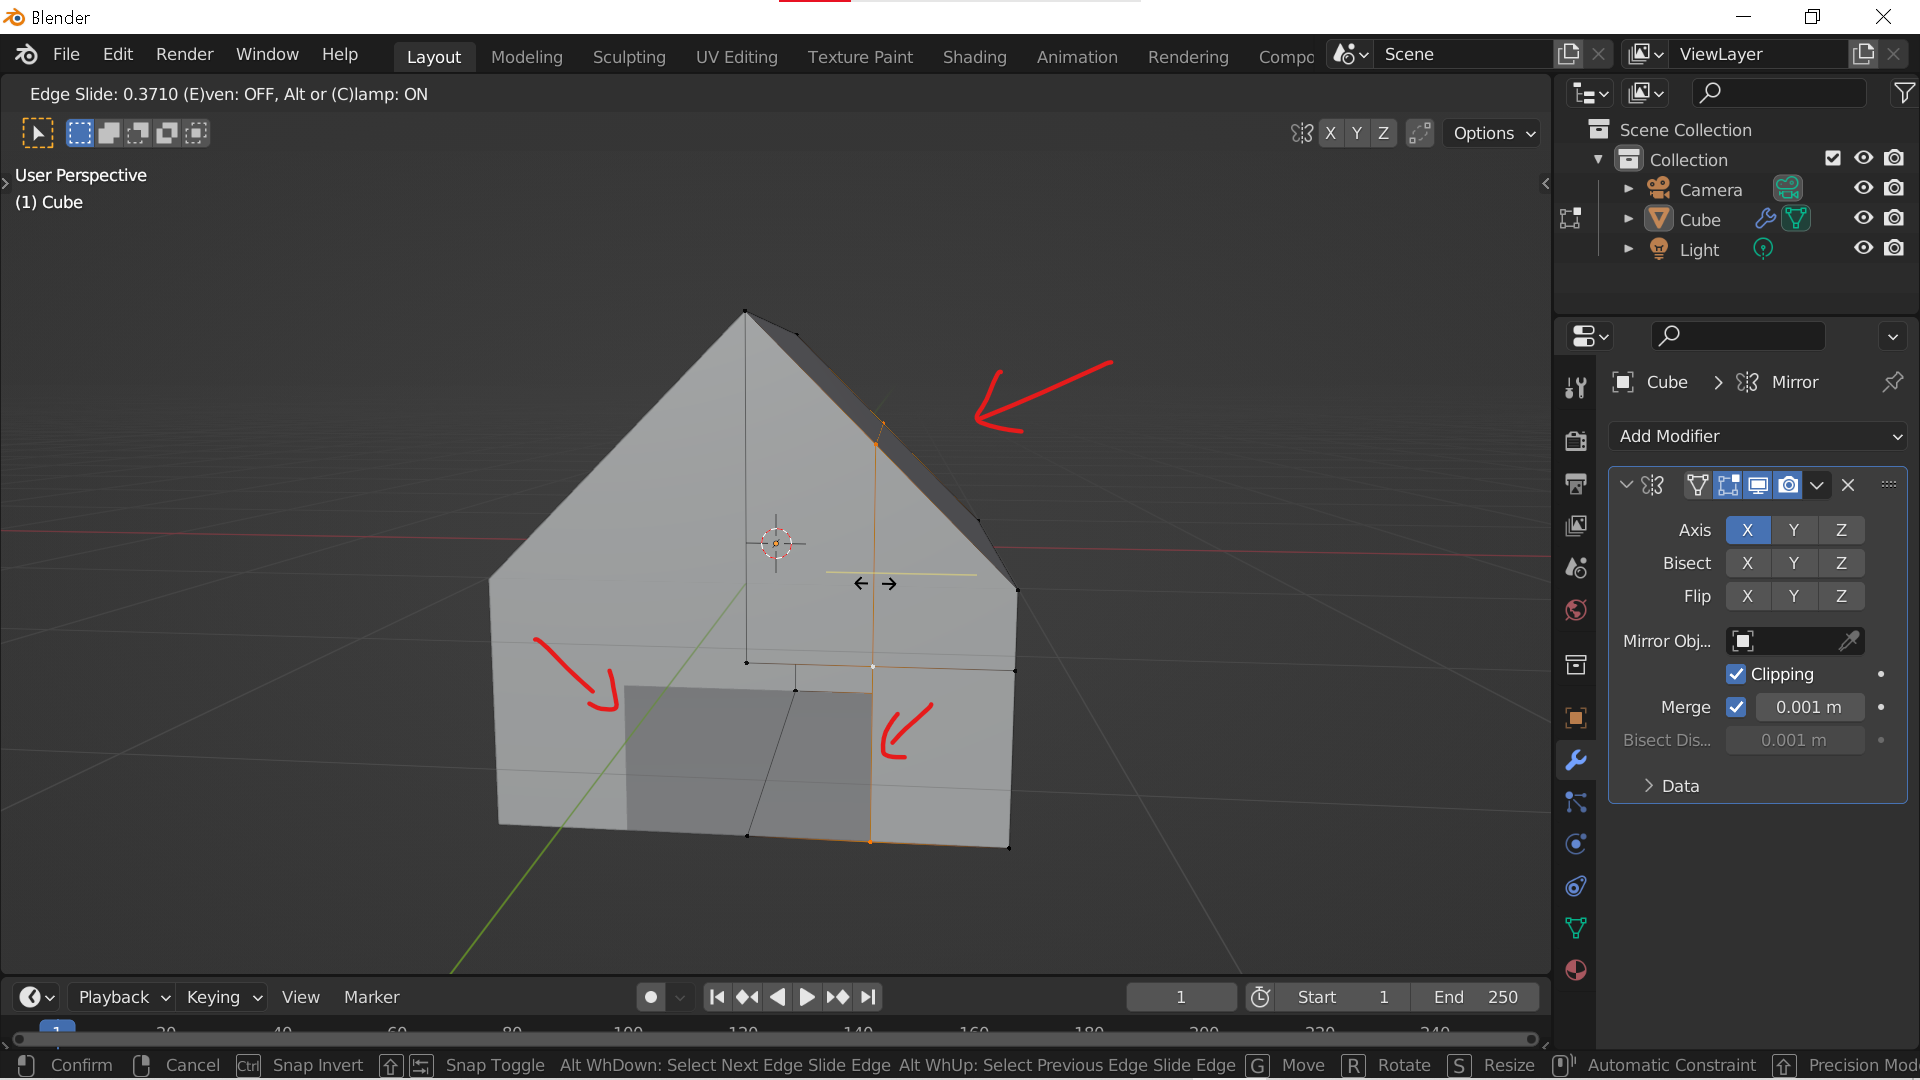 Blender
File Edit Render Window Help Layout Modeling Sculpting UV Editing Texture Paint Shading Animation Rendering Compo Scene ViewLayer
Edge Slide: 0.3710 (E)ven: OFF, Alt or (C)lamp: ON
X Y Z Options
User Perspective
(1) Cube
Scene Collection
Collection
Camera
Cube
Light
Cube > Mirror
Add Modifier
Axis X Y Z
Bisect X Y Z
Flip X Y Z
Mirror Obj...
Clipping
Merge 0.001 m
Bisect Dis... 0.001 m
> Data
Playback Keying View Marker 1 Start 1 End 250
1 20 40 60 80 100 120 140 160 180 200 220 240
Confirm Cancel Ctrl Snap Invert Snap Toggle Alt WhDown: Select Next Edge Slide Edge Alt WhUp: Select Previous Edge Slide Edge G Move R Rotate S Resize Automatic Constraint Precision Mod